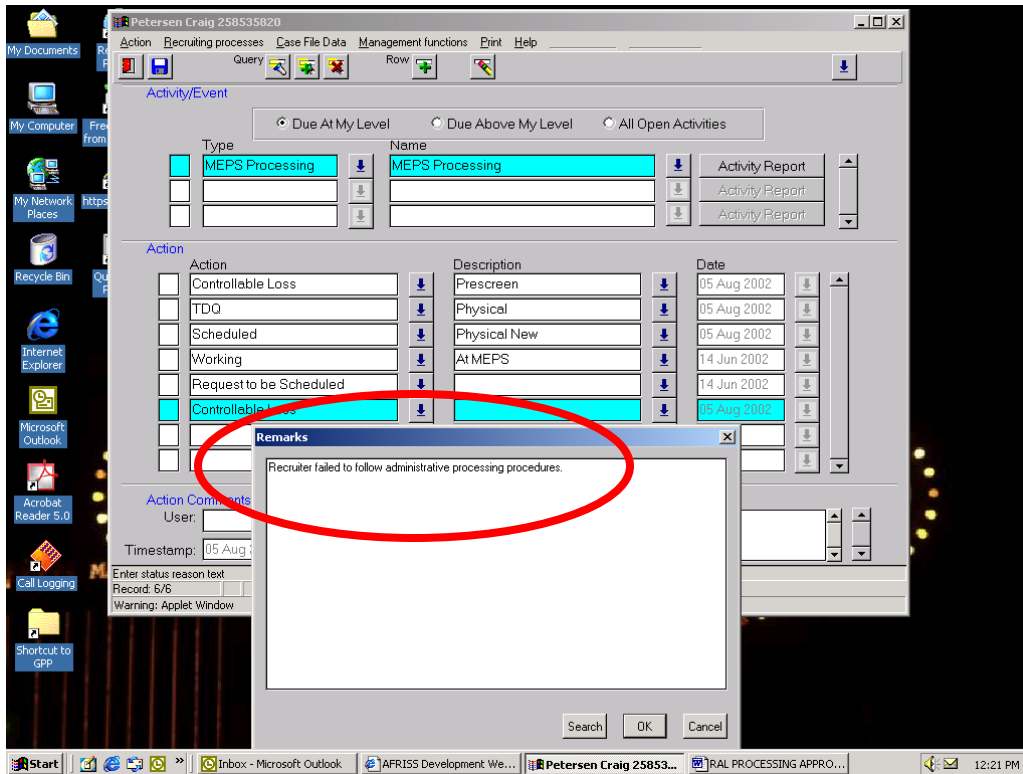 Petersen Craig 258535820
Action Recruiting processes Case File Data Management functions Print Help
Query Row
Activity/Event
Due At My Level Due Above My Level All Open Activities
Type Name
MEPS Processing MEPS Processing Activity Report
Activity Report
Activity Report
Action
Action Description Date
Controllable Loss Prescreen 05 Aug 2002
TDQ Physical 05 Aug 2002
Scheduled Physical New 05 Aug 2002
Working At MEPS 14 Jun 2002
Request to be Scheduled 14 Jun 2002
Controllable Loss 05 Aug 2002
Remarks
Recruiter failed to follow administrative processing procedures.
Action Comments
User:
Timestamp: 05 Aug
Enter status reason text
Record: 6/6
Warning: Applet Window
Search OK Cancel
My Documents
My Computer
from
My Network
Places
https
Recycle Bin
Internet
Explorer
Microsoft
Outlook
Acrobat
Reader 5.0
Call Logging
Shortcut to
GPP
Start » Inbox - Microsoft Outlook AFRISS Development We... Petersen Craig 25853... RAL PROCESSING APPRO... 12:21 PM